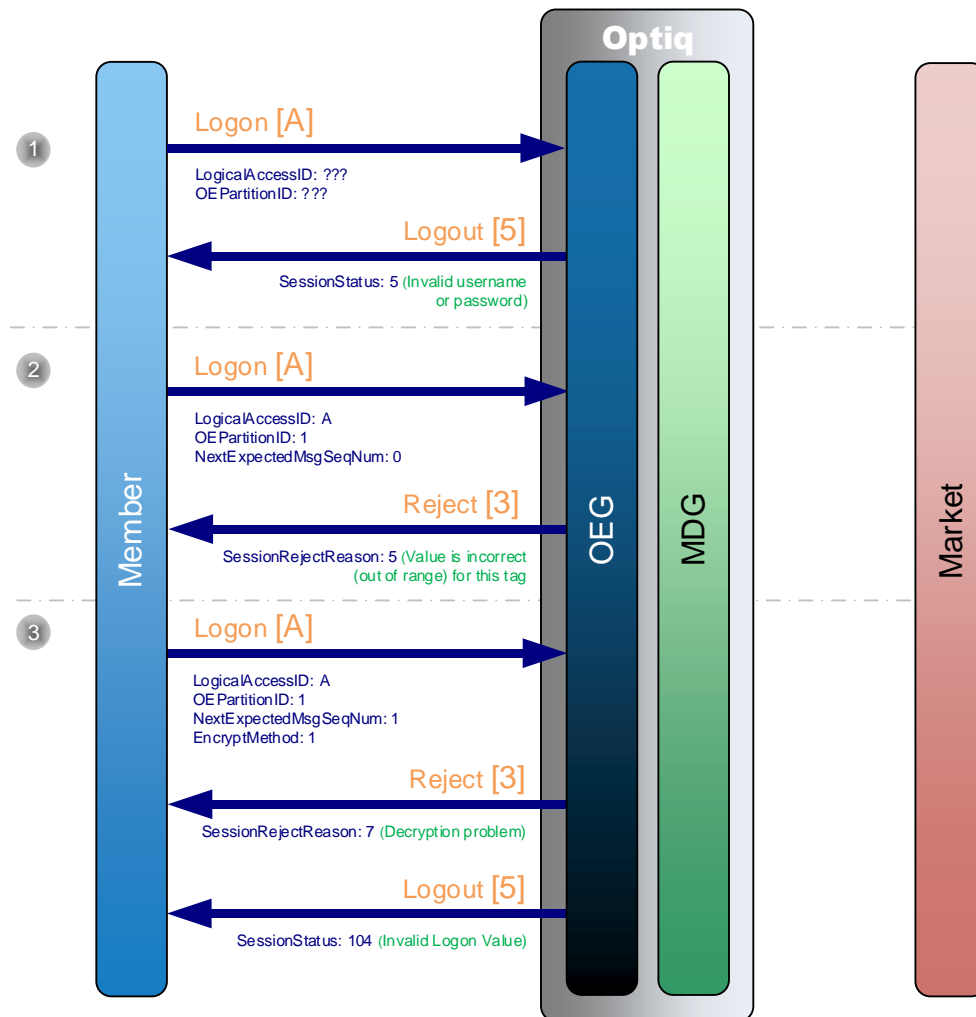 Optiq
1
Logon [A]
LogicalAccessID: ???
OEPartitionID: ???
Logout [5]
SessionStatus: 5 (Invalid username
or password)
2
Logon [A]
LogicalAccessID: A
OEPartitionID: 1
NextExpectedMsgSeqNum: 0
Reject [3]
SessionRejectReason: 5 (Value is incorrect
(out of range) for this tag
Member
OEG
MDG
Market
3
Logon [A]
LogicalAccessID: A
OEPartitionID: 1
NextExpectedMsgSeqNum: 1
EncryptMethod: 1
Reject [3]
SessionRejectReason: 7 (Decryption problem)
Logout [5]
SessionStatus: 104 (Invalid Logon Value)